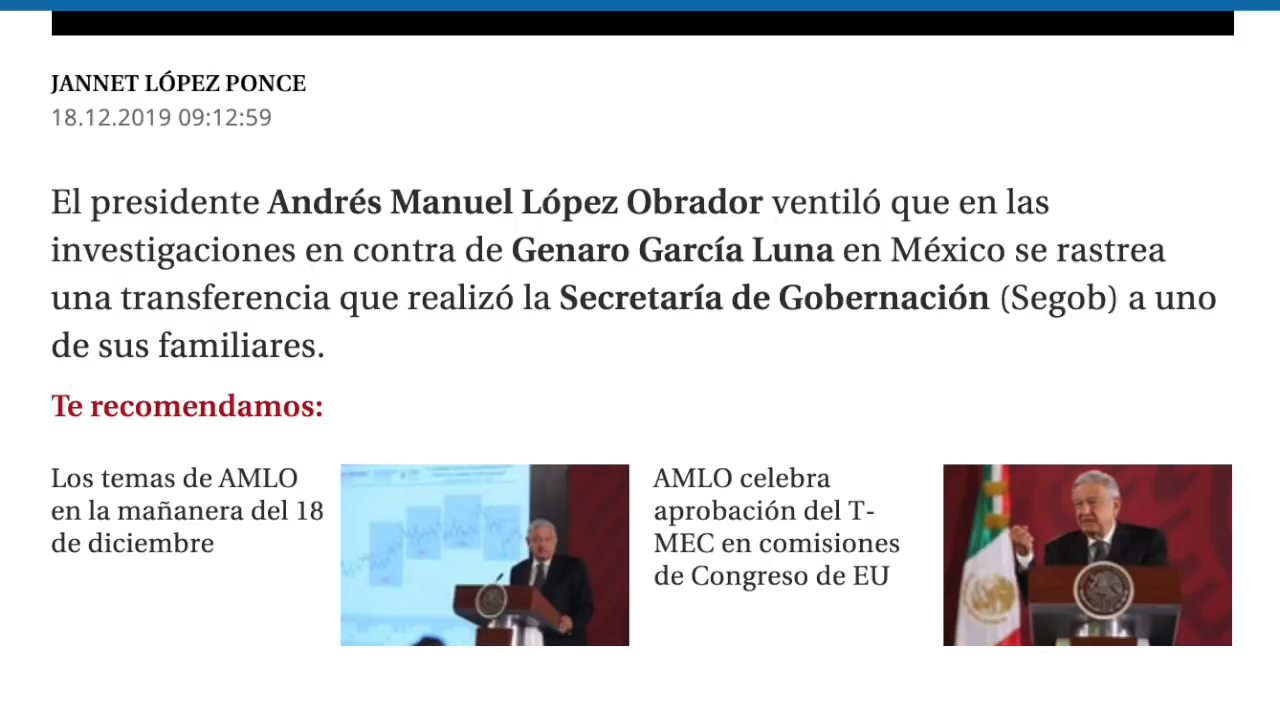 JANNET LÓPEZ PONCE
18.12.2019 09:12:59
El presidente Andrés Manuel López Obrador ventiló que en las
investigaciones en contra de Genaro García Luna en México se rastrea
una transferencia que realizó la Secretaría de Gobernación (Segob) a uno
de sus familiares.
Te recomendamos:
Los temas de AMLO
en la mañanera del 18
de diciembre
AMLO celebra
aprobación del T-
MEC en comisiones
de Congreso de EU